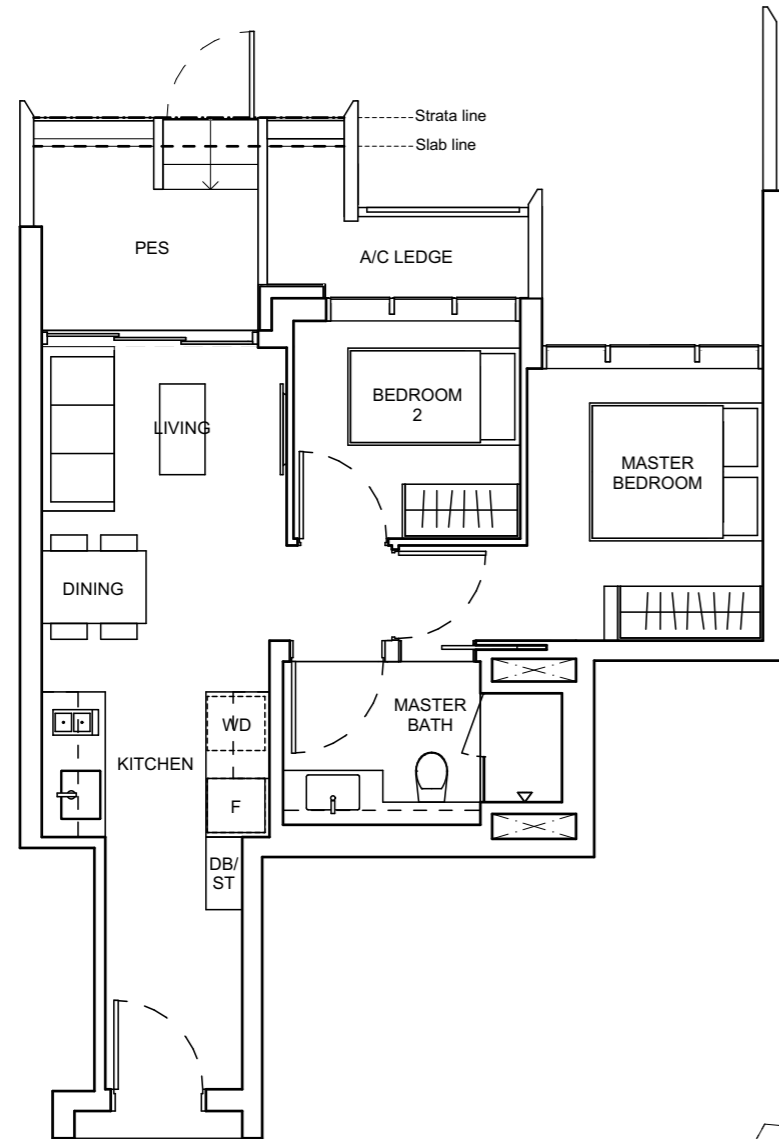 Strata line
Slab line
PES
A/C LEDGE
BEDROOM
2
LIVING
MASTER
BEDROOM
DINING
MASTER
BATH
WD
KITCHEN
F
DB/
ST